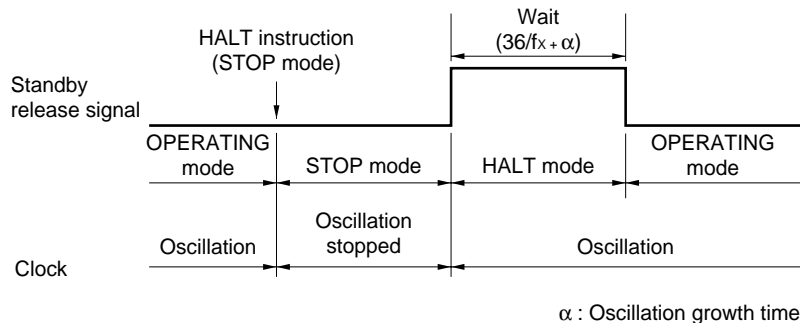 Wait
(36/fx + α)
HALT instruction
(STOP mode)
Standby
release signal
OPERATING
mode
STOP mode
HALT mode
OPERATING
mode
Oscillation
Oscillation
stopped
Oscillation
Clock
α : Oscillation growth time